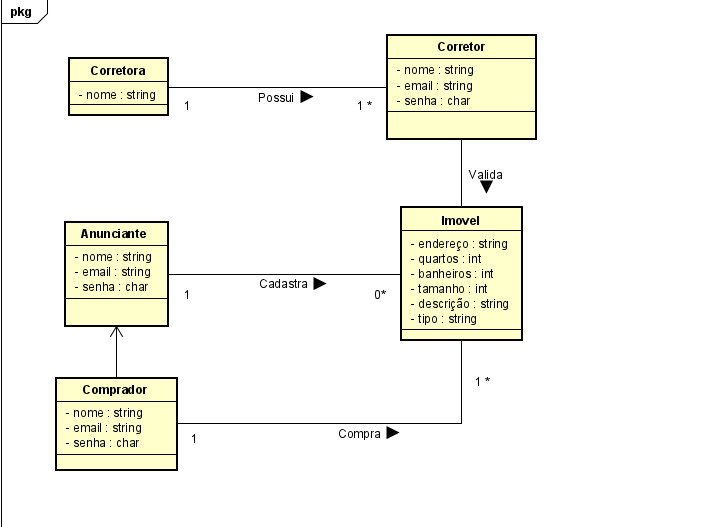 pkg
Corretora
- nome : string
Corretor
- nome : string
- email : string
- senha : char
Possui
1
1 *
Valida
Anunciante
- nome : string
- email : string
- senha : char
Imovel
- endereço : string
- quartos : int
- banheiros : int
- tamanho : int
- descrição : string
- tipo : string
Cadastra
1
0*
Comprador
- nome : string
- email : string
- senha : char
1 *
1
Compra